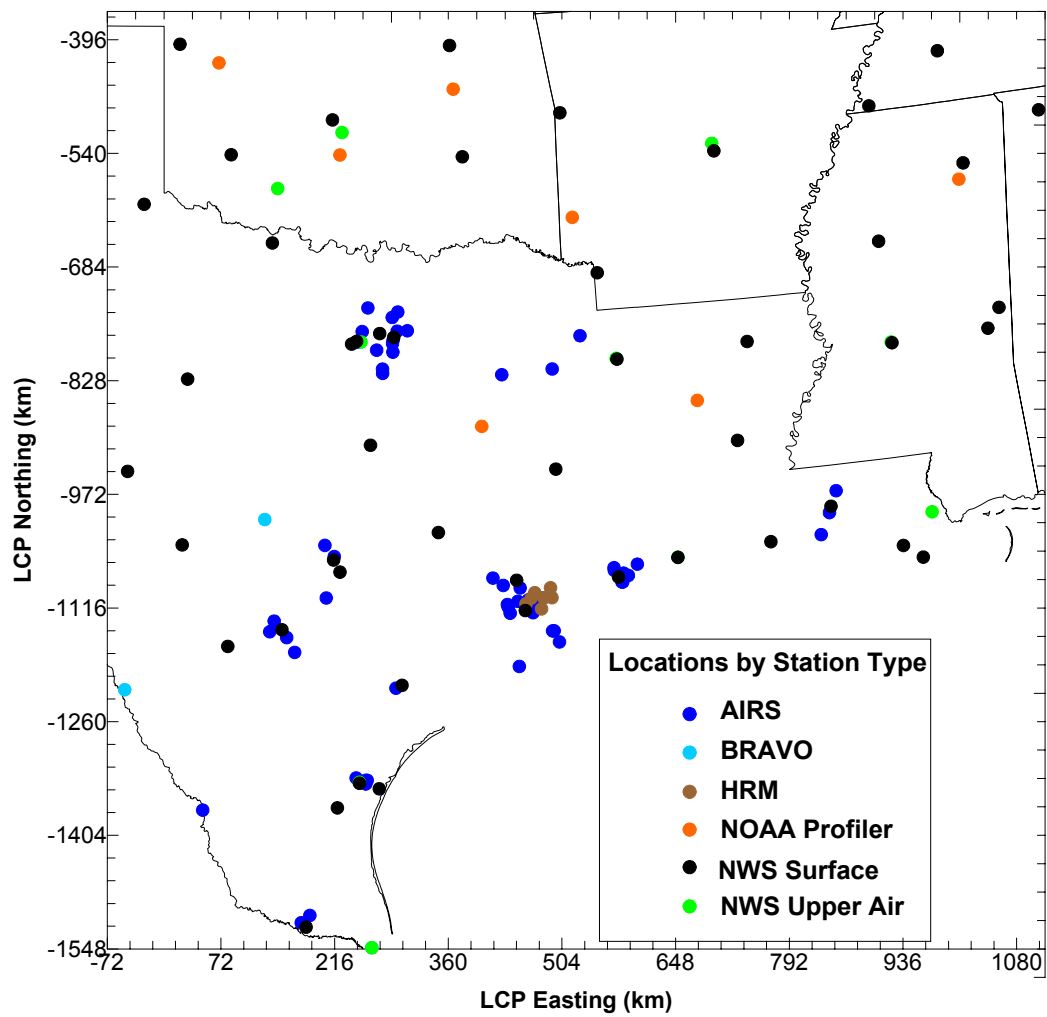 -396
-540
-684
-828
-972
-1116
-1260
-1404
-1548
LCP Northing (km)
Locations by Station Type
AIRS
BRAVO
HRM
NOAA Profiler
NWS Surface
NWS Upper Air
-72 72 216 360 504 648 792 936 1080
LCP Easting (km)